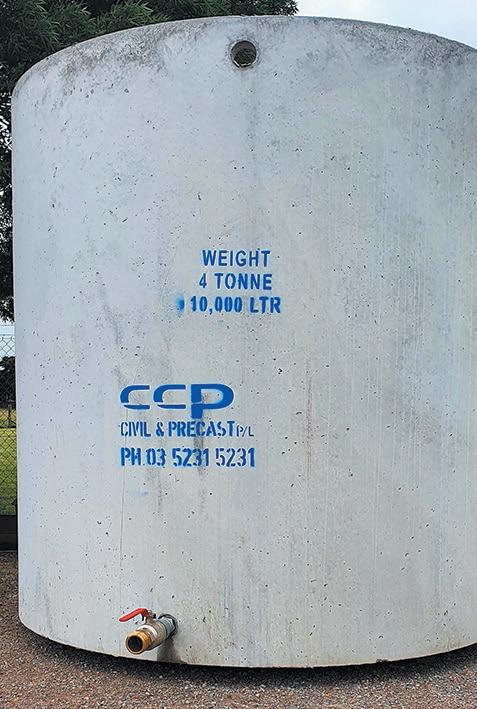 WEIGHT
4 TONNE
10,000 LTR
CCP
CIVIL & PRECAST P/L
PH 03 5231 5231